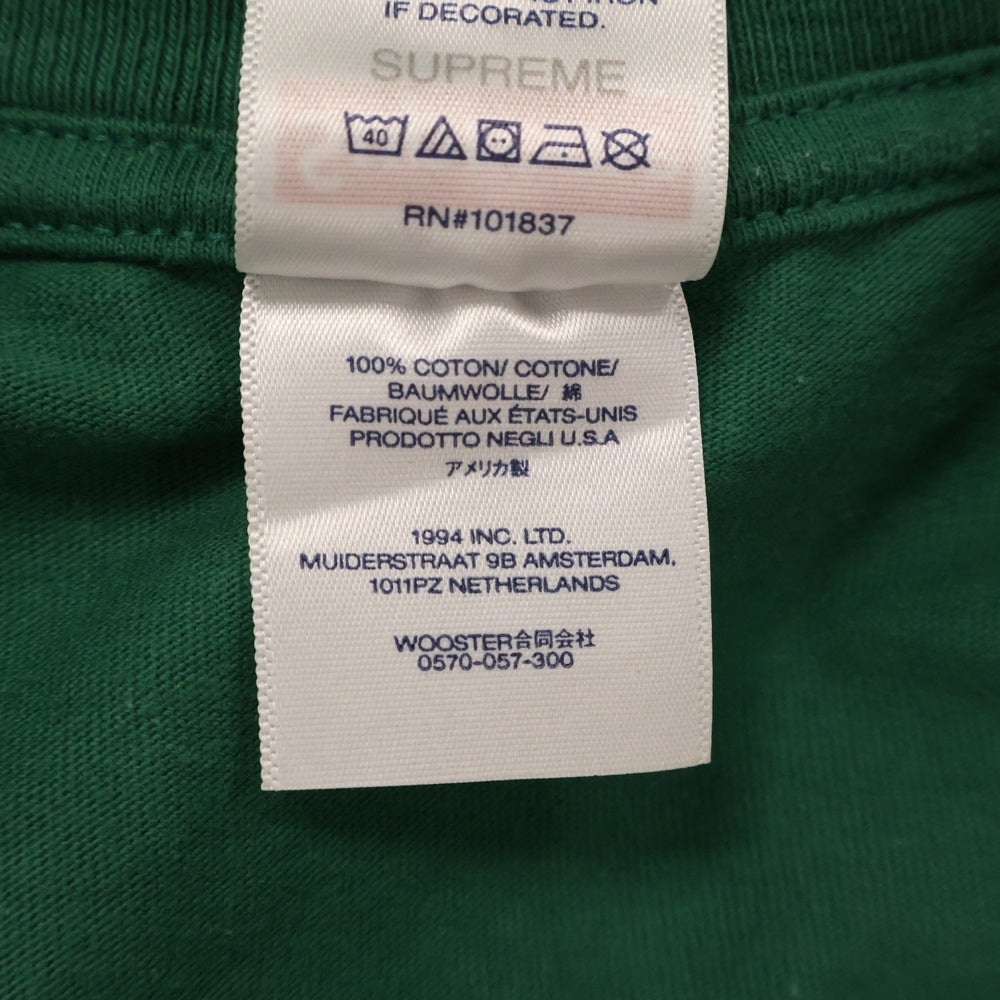 IF DECORATED.
SUPREME
40
RN#101837
100% COTON/ COTONE/
BAUMWOLLE/ 綿
FABRIQUÉ AUX ÉTATS-UNIS
PRODOTTO NEGLI U.S.A
アメリカ製
1994 INC. LTD.
MUIDERSTRAAT 9B AMSTERDAM,
1011PZ NETHERLANDS
WOOSTER合同会社
0570-057-300